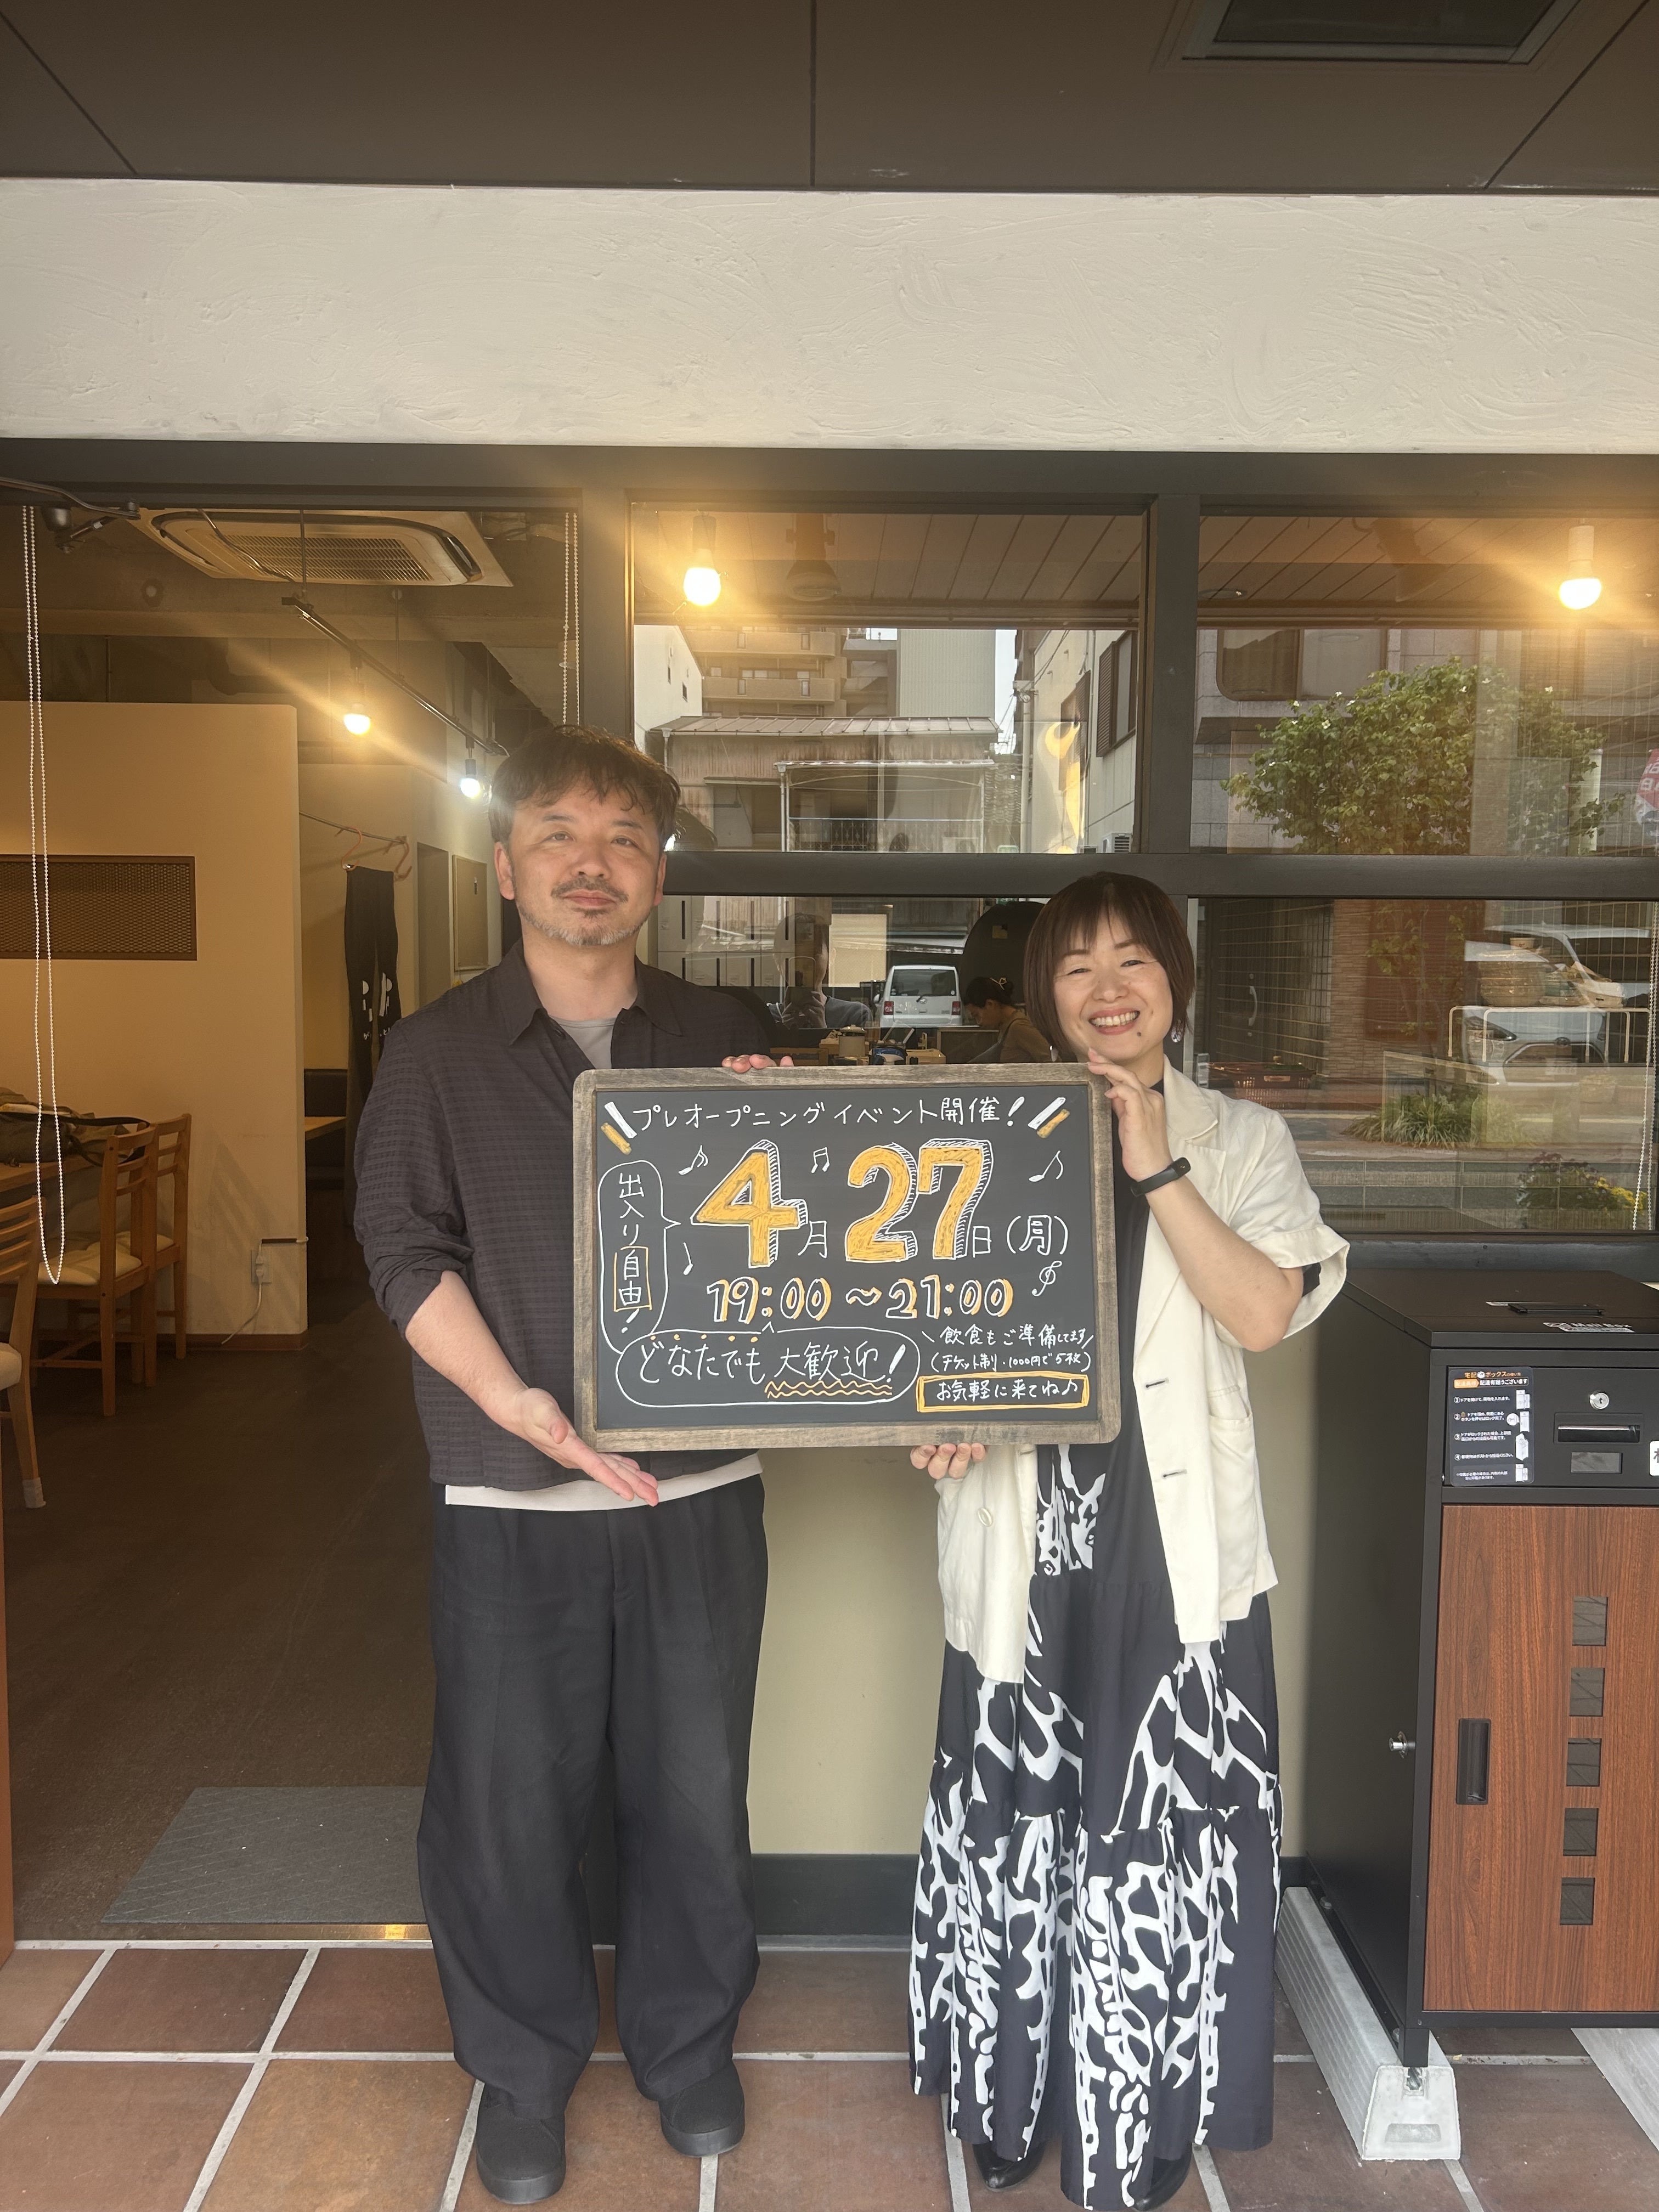 プレオープニングイベント開催!
4月27日(月)
19:00〜21:00
出入り自由!
どなたでも大歓迎!
飲食もご準備してます
(チケット制・1000円で5枚)
お気軽に来てね♪